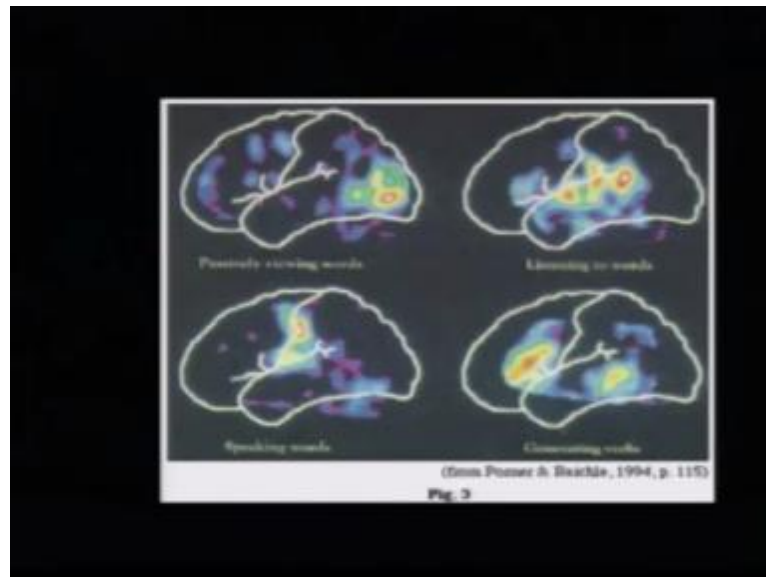 Passively viewing words
Listening to words
Speaking words
Generating verbs
(from Posner & Raichle, 1994, p. 115)
Fig. 3